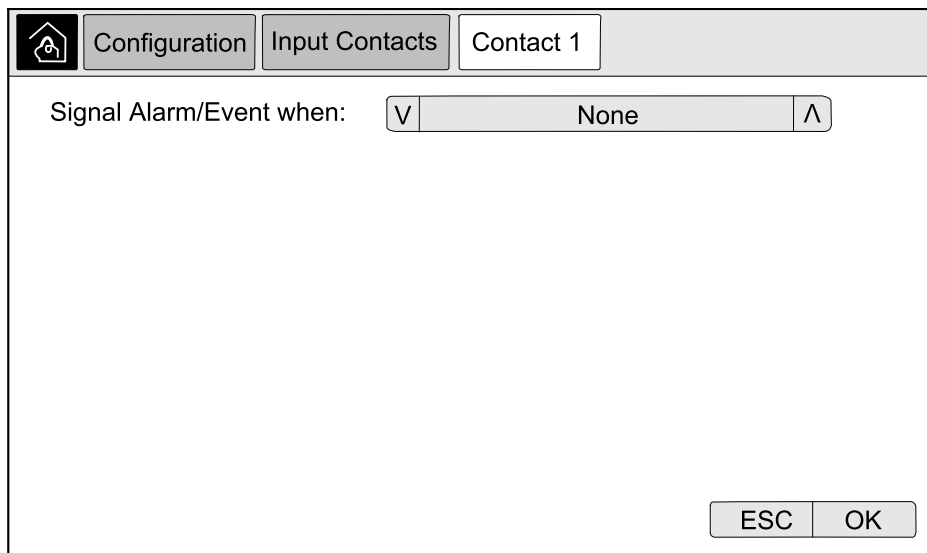 Configuration Input Contacts Contact 1
Signal Alarm/Event when: V None Λ
ESC OK